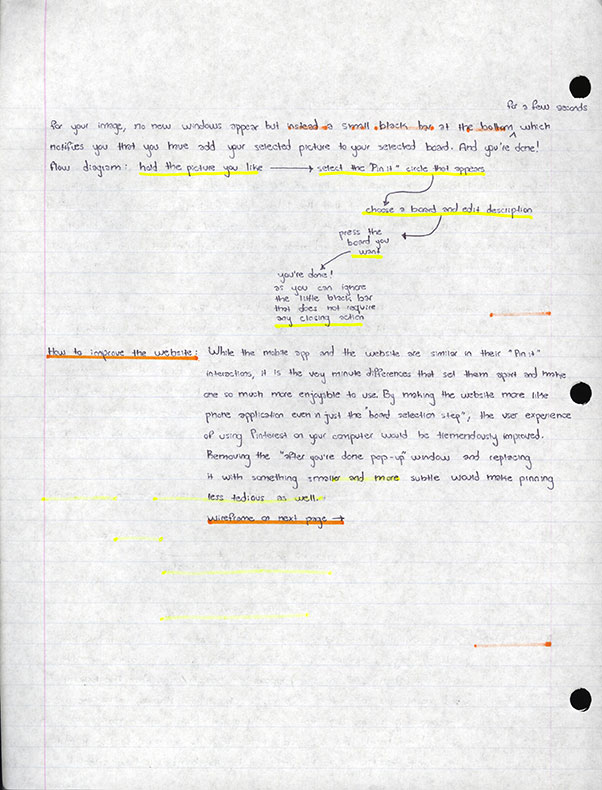 for a few seconds
for your image, no new windows appear but instead a small black bar at the bottom ^ which
notifies you that you have add your selected picture to your selected board. And you're done!
Flow diagram: hold the picture you like → select the "Pin it" circle that appears
choose a board and edit description
press the
board you
want
you're done!
as you can ignore
the little black bar
that does not require
any closing action
How to improve the website: While the mobile app and the website are similar in their "Pin it"
interactions, it is the very minute differences that set them apart and make
one so much more enjoyable to use. By making the website more like
phone application even n just the "board selection step", the user experience
of using Pinterest on your computer would be tremendously improved.
Removing the "after you're done pop-up" window and replacing
it with something smaller and more subtle would make pinning
less tedious as well.
Wireframe on next page →